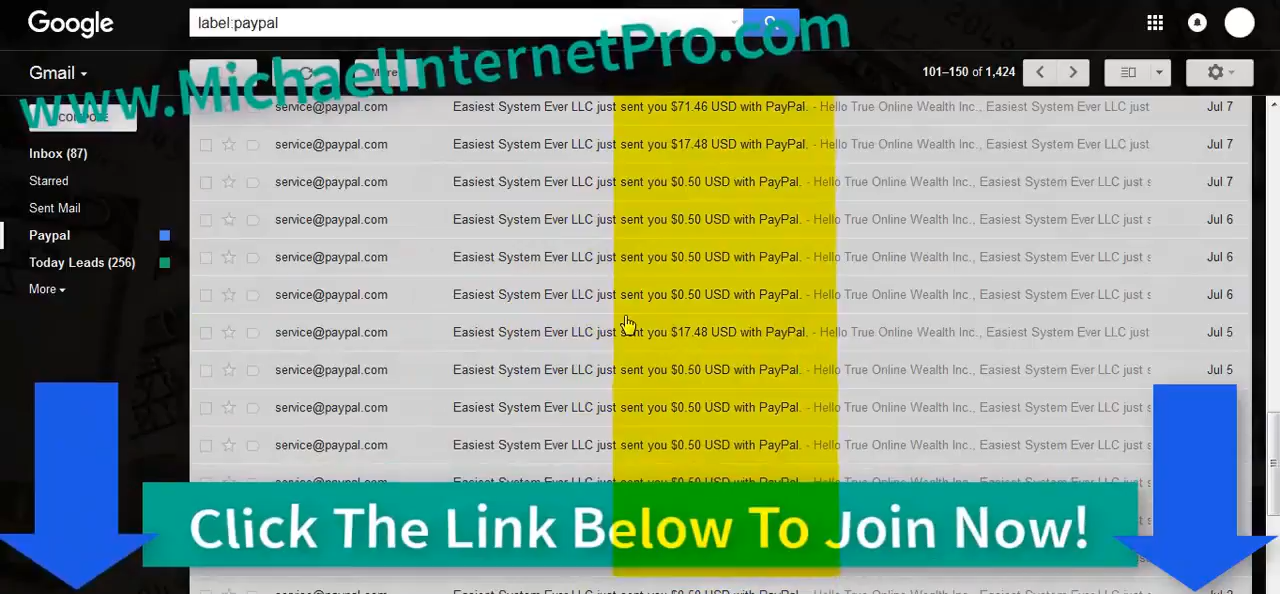 Google
label:paypal
www.MichaelInternetPro.com
Gmail
More
101–150 of 1,424
COMPOSE
Inbox (87)
Starred
Sent Mail
Paypal
Today Leads (256)
More
service@paypal.com Easiest System Ever LLC just sent you $71.46 USD with PayPal. - Hello True Online Wealth Inc., Easiest System Ever LLC just Jul 7
service@paypal.com Easiest System Ever LLC just sent you $17.48 USD with PayPal. - Hello True Online Wealth Inc., Easiest System Ever LLC just Jul 7
service@paypal.com Easiest System Ever LLC just sent you $0.50 USD with PayPal. - Hello True Online Wealth Inc., Easiest System Ever LLC just s Jul 7
service@paypal.com Easiest System Ever LLC just sent you $0.50 USD with PayPal. - Hello True Online Wealth Inc., Easiest System Ever LLC just s Jul 6
service@paypal.com Easiest System Ever LLC just sent you $0.50 USD with PayPal. - Hello True Online Wealth Inc., Easiest System Ever LLC just s Jul 6
service@paypal.com Easiest System Ever LLC just sent you $0.50 USD with PayPal. - Hello True Online Wealth Inc., Easiest System Ever LLC just s Jul 6
service@paypal.com Easiest System Ever LLC just sent you $17.48 USD with PayPal. - Hello True Online Wealth Inc., Easiest System Ever LLC just Jul 5
service@paypal.com Easiest System Ever LLC just sent you $0.50 USD with PayPal. - Hello True Online Wealth Inc., Easiest System Ever LLC just s Jul 5
service@paypal.com Easiest System Ever LLC just sent you $0.50 USD with PayPal. - Hello True Online Wealth Inc., Easiest System Ever LLC just s
service@paypal.com Easiest System Ever LLC just sent you $0.50 USD with PayPal. - Hello True Online Wealth Inc., Easiest System Ever LLC just s
Click The Link Below To Join Now!